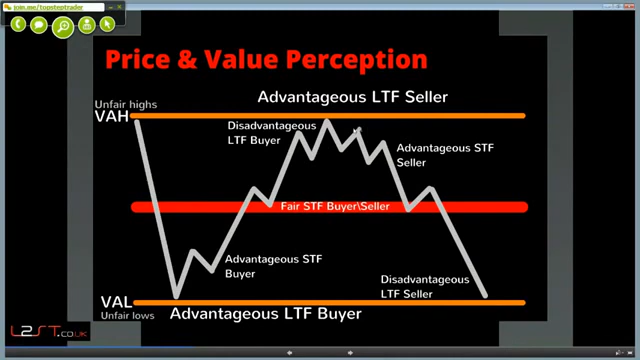 join.me/topsteptrader
Price & Value Perception
Unfair highs
VAH
Advantageous LTF Seller
Disadvantageous
LTF Buyer
Advantageous STF
Seller
Fair STF Buyer\Seller
Advantageous STF
Buyer
Disadvantageous
LTF Seller
VAL
Unfair lows
Advantageous LTF Buyer
L2ST.CO.UK